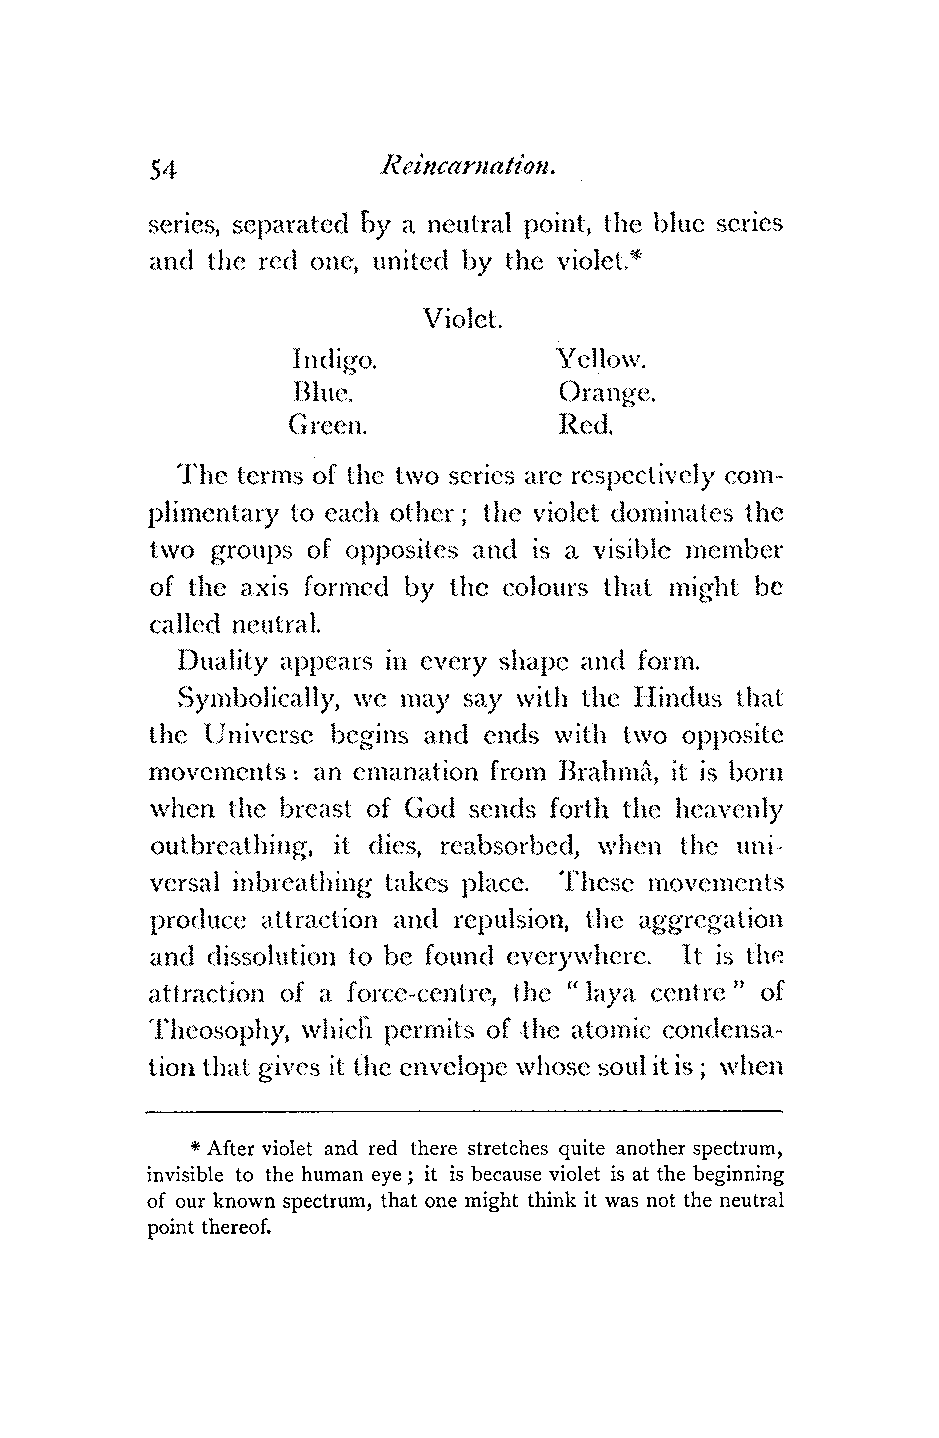 54 Reincarnation.
series, separated by a neutral point, the blue series
and the red one, united by the violet.*
Violet.
Indigo. Yellow.
Blue. Orange.
Green. Red.
The terms of the two series are respectively com-
plimentary to each other ; the violet dominates the
two groups of opposites and is a visible member
of the axis formed by the colours that might be
called neutral.
Duality appears in every shape and form.
Symbolically, we may say with the Hindus that
the Universe begins and ends with two opposite
movements : an emanation from Brahmâ, it is born
when the breast of God sends forth the heavenly
outbreathing, it dies, reabsorbed, when the uni-
versal inbreathing takes place. These movements
produce attraction and repulsion, the aggregation
and dissolution to be found everywhere. It is the
attraction of a force-centre, the “ laya centre ” of
Theosophy, which permits of the atomic condensa-
tion that gives it the envelope whose soul it is ; when
* After violet and red there stretches quite another spectrum,
invisible to the human eye ; it is because violet is at the beginning
of our known spectrum, that one might think it was not the neutral
point thereof.